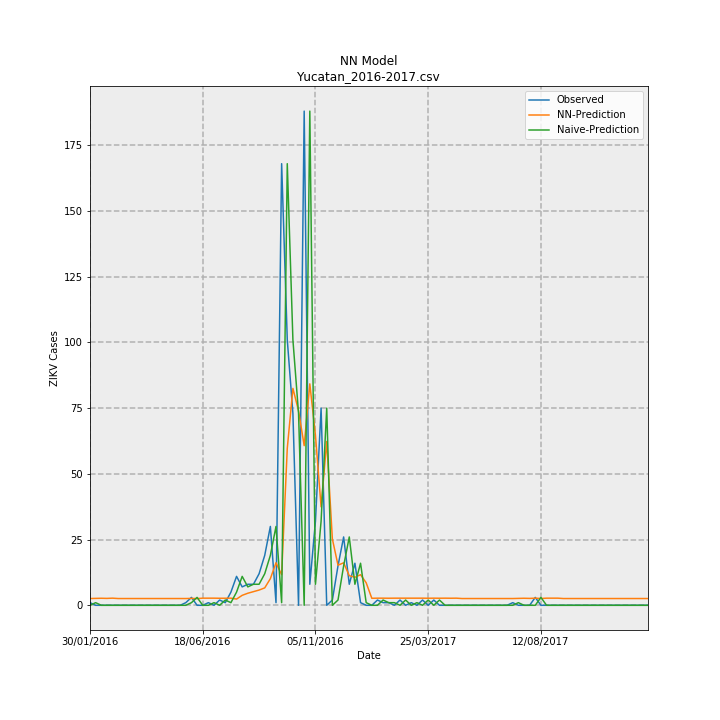 NN Model
Yucatan_2016-2017.csv
Observed
NN-Prediction
Naive-Prediction
175
150
125
100
75
50
25
0
ZIKV Cases
30/01/2016
18/06/2016
05/11/2016
25/03/2017
12/08/2017
Date